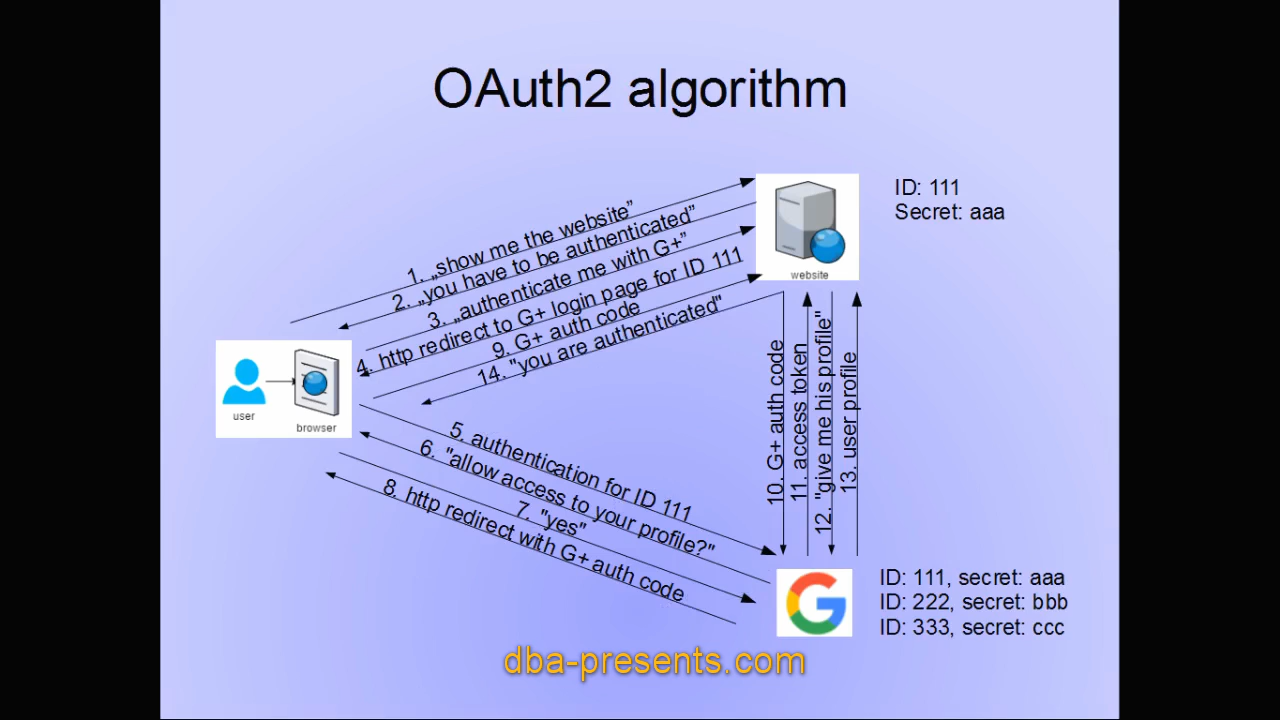 OAuth2 algorithm
ID: 111
Secret: aaa
website
1. „show me the website”
2. „you have to be authenticated”
3. „authenticate me with G+”
4. http redirect to G+ login page for ID 111
9. G+ auth code
14. "you are authenticated"
user
browser
5. authentication for ID 111
6. "allow access to your profile?"
7. "yes"
8. http redirect with G+ auth code
10. G+ auth code
11. access token
12. "give me his profile"
13. user profile
ID: 111, secret: aaa
ID: 222, secret: bbb
ID: 333, secret: ccc
dba-presents.com